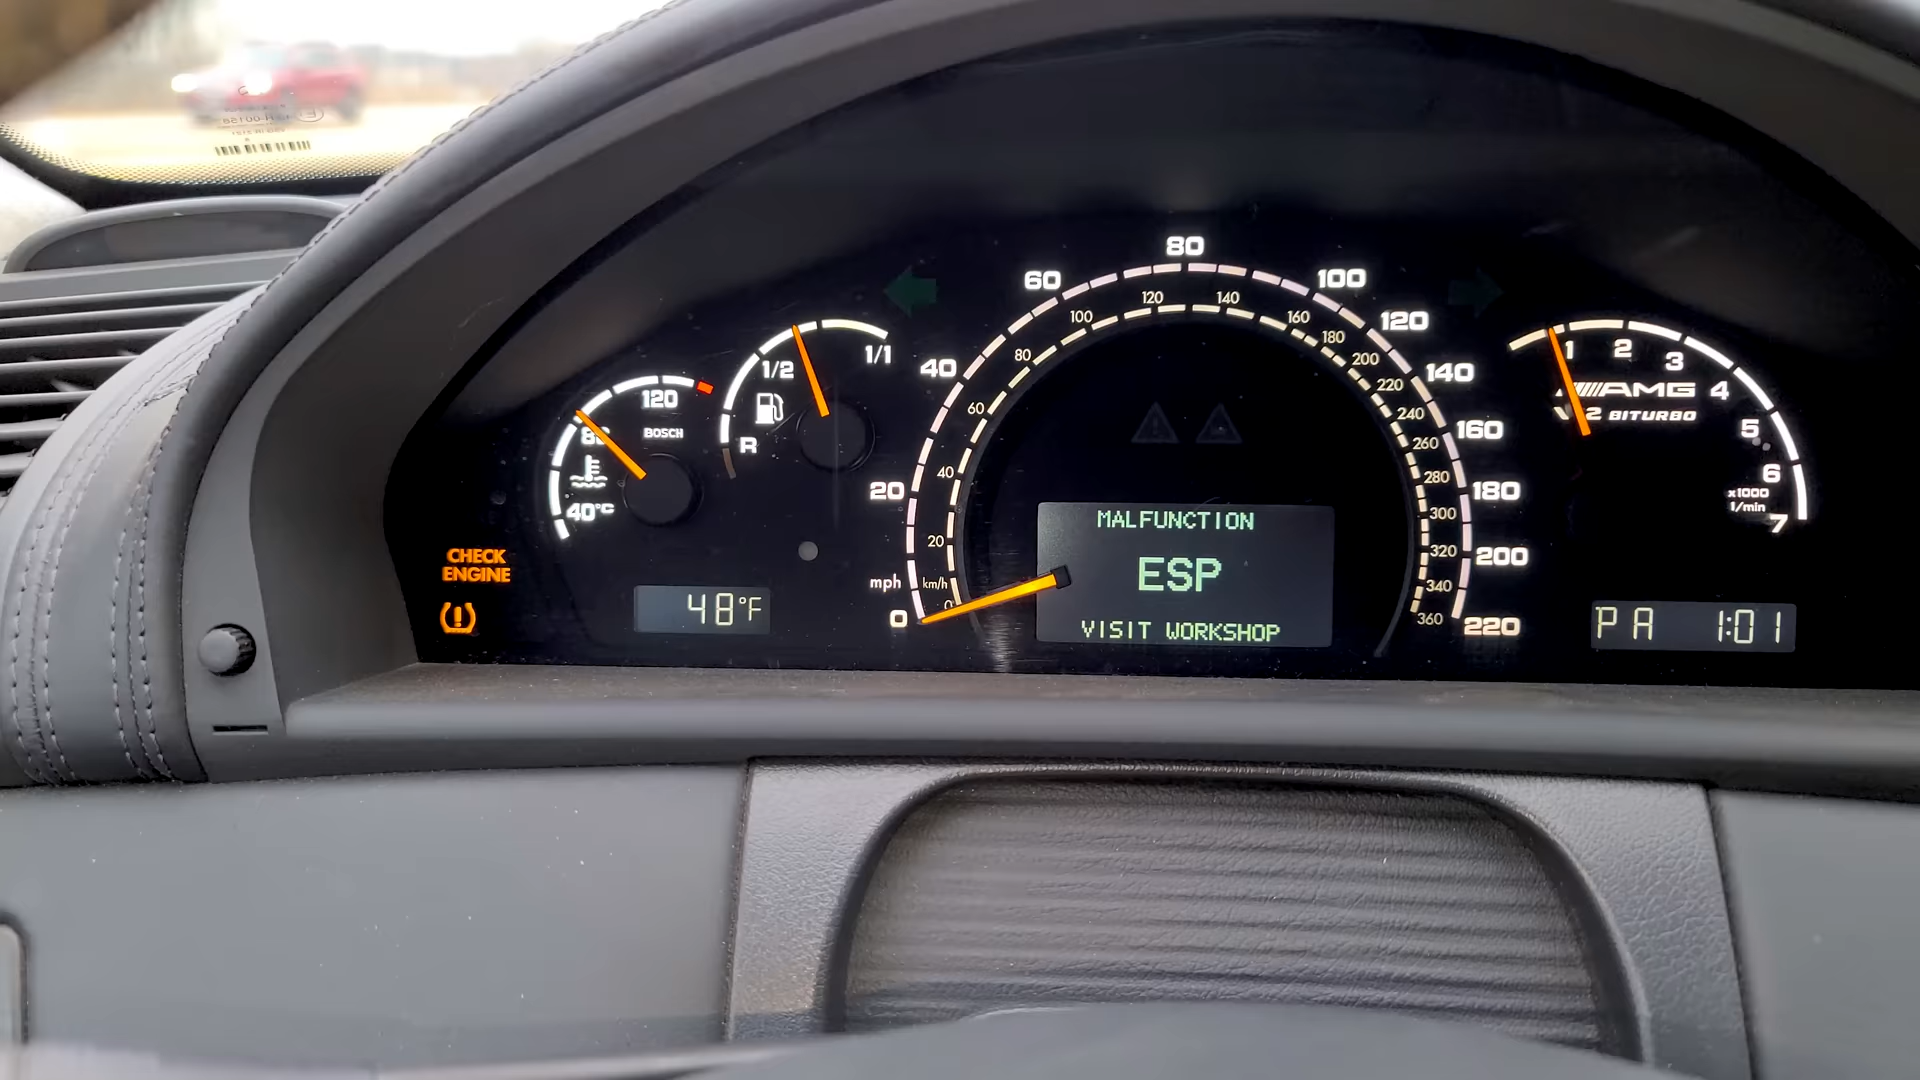 80
60
100
120 140
100
160
120
180
1/1
1
2
3
80
200
1/2
40
140
220
4
AMG
120
60
240
2 BITURBO
BOSCH
R
160
260
5
40
280
6
20
180
x1000
1/min
40°C
300
7
MALFUNCTION
20
320
200
CHECK
ENGINE
ESP
mph
km/h
340
48°F
0
0
360
220
VISIT WORKSHOP
P A 1:01